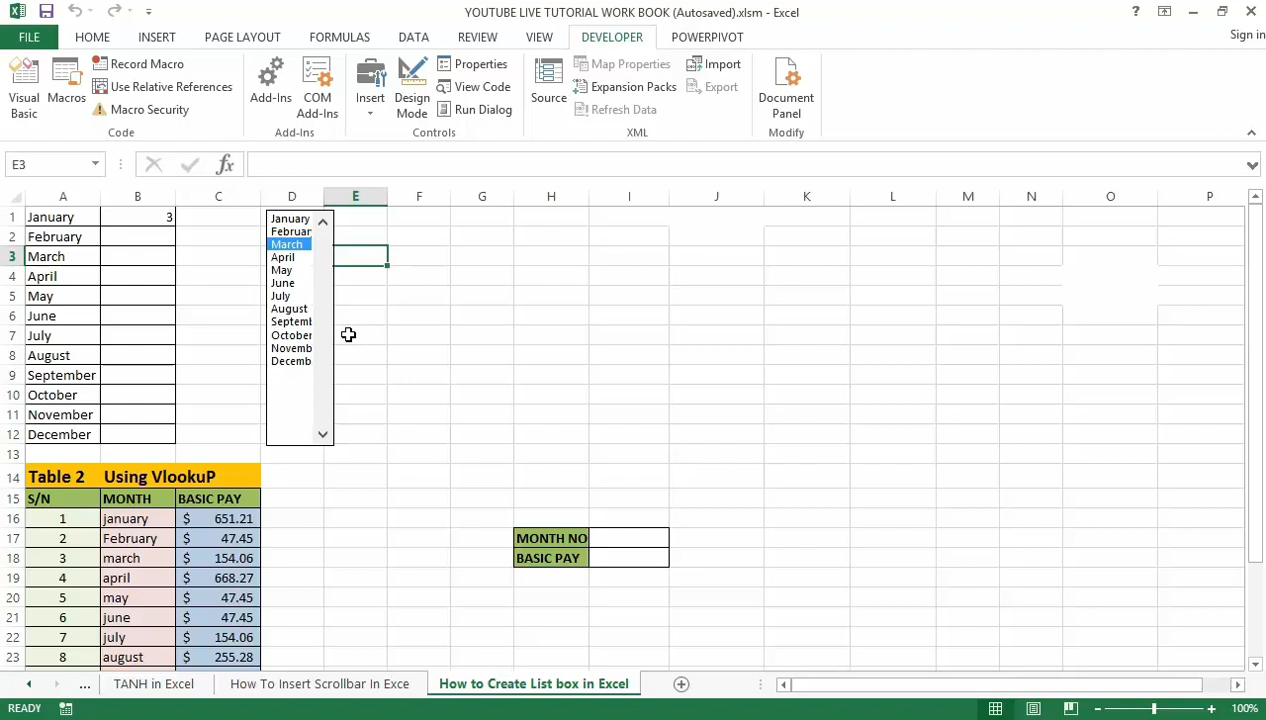 YOUTUBE LIVE TUTORIAL WORK BOOK (Autosaved).xlsm - Excel
?
Sign in
FILE HOME INSERT PAGE LAYOUT FORMULAS DATA REVIEW VIEW DEVELOPER POWERPIVOT
Visual Basic
Macros
Record Macro
Use Relative References
Macro Security
Code
Add-Ins
COM Add-Ins
Add-Ins
Insert
Design Mode
Properties
View Code
Run Dialog
Controls
Source
Map Properties
Expansion Packs
Refresh Data
Import
Export
XML
Document Panel
Modify
E3 fx
A B C D E F G H I J K L M N O P
1 January 3
2 February
3 March
4 April
5 May
6 June
7 July
8 August
9 September
10 October
11 November
12 December
13
January
Februar
March
April
May
June
July
August
Septemb
October
Novemb
Decemb
14 Table 2 Using VlookuP
15 S/N MONTH BASIC PAY
16 1 january $ 651.21
17 2 February $ 47.45 MONTH NO
18 3 march $ 154.06 BASIC PAY
19 4 april $ 668.27
20 5 may $ 47.45
21 6 june $ 47.45
22 7 july $ 154.06
23 8 august $ 255.28
... TANH in Excel How To Insert Scrollbar In Exce How to Create List box in Excel
READY 100%